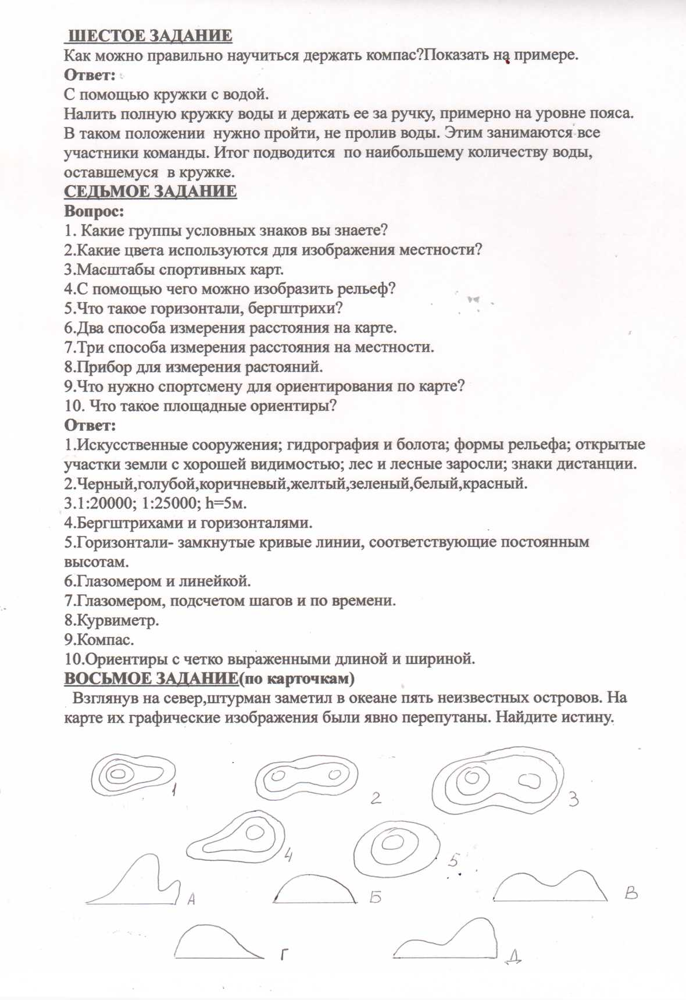 ШЕСТОЕ ЗАДАНИЕ
Как можно правильно научиться держать компас?Показать на примере.
Ответ:
С помощью кружки с водой.
Налить полную кружку воды и держать ее за ручку, примерно на уровне пояса.
В таком положении нужно пройти, не пролив воды. Этим занимаются все
участники команды. Итог подводится по наибольшему количеству воды,
оставшемуся в кружке.
СЕДЬМОЕ ЗАДАНИЕ
Вопрос:
1. Какие группы условных знаков вы знаете?
2.Какие цвета используются для изображения местности?
3.Масштабы спортивных карт.
4.С помощью чего можно изобразить рельеф?
5.Что такое горизонтали, бергштрихи?
6.Два способа измерения расстояния на карте.
7.Три способа измерения расстояния на местности.
8.Прибор для измерения растояний.
9.Что нужно спортсмену для ориентирования по карте?
10. Что такое площадные ориентиры?
Ответ:
1.Искусственные сооружения; гидрография и болота; формы рельефа; открытые
участки земли с хорошей видимостью; лес и лесные заросли; знаки дистанции.
2.Черный,голубой,коричневый,желтый,зеленый,белый,красный.
3.1:20000; 1:25000; h=5м.
4.Бергштрихами и горизонталями.
5.Горизонтали- замкнутые кривые линии, соответствующие постоянным
высотам.
6.Глазомером и линейкой.
7.Глазомером, подсчетом шагов и по времени.
8.Курвиметр.
9.Компас.
10.Ориентиры с четко выраженными длиной и шириной.
ВОСЬМОЕ ЗАДАНИЕ(по карточкам)
Взглянув на север,штурман заметил в океане пять неизвестных островов. На
карте их графические изображения были явно перепутаны. Найдите истину.
1 2 3
4 5
А Б В
Г Д